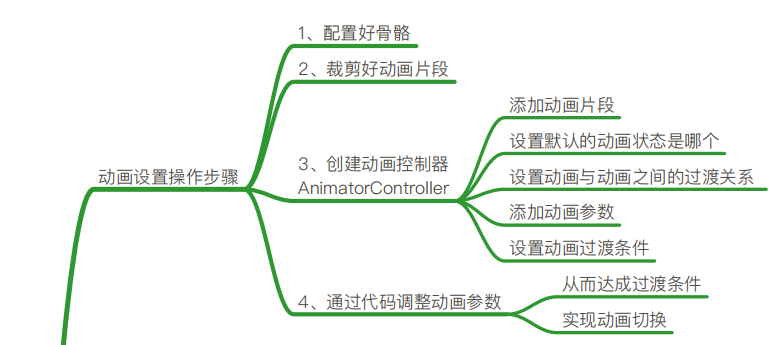 动画设置操作步骤
1、配置好骨骼
2、裁剪好动画片段
3、创建动画控制器
AnimatorController
添加动画片段
设置默认的动画状态是哪个
设置动画与动画之间的过渡关系
添加动画参数
设置动画过渡条件
4、通过代码调整动画参数
从而达成过渡条件
实现动画切换